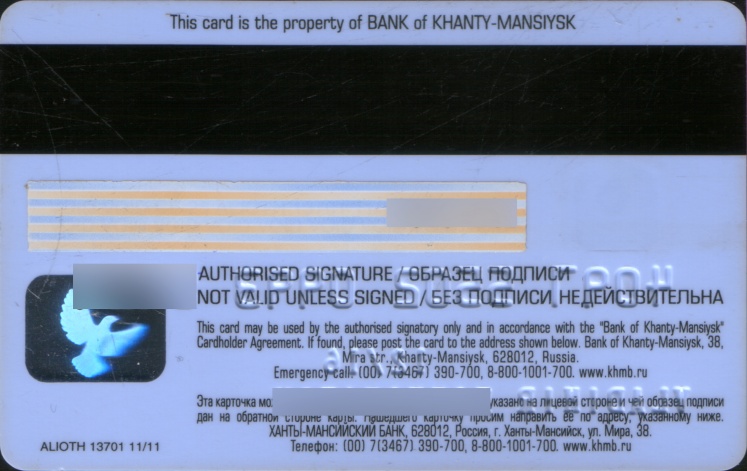 This card is the property of BANK of KHANTY-MANSIYSK
AUTHORISED SIGNATURE / ОБРАЗЕЦ ПОДПИСИ
NOT VALID UNLESS SIGNED / БЕЗ ПОДПИСИ НЕДЕЙСТВИТЕЛЬНА
This card may be used by the authorised signatory only and in accordance with the "Bank of Khanty-Mansiysk"
Cardholder Agreement. If found, please post the card to the address shown below. Bank of Khanty-Mansiysk, 38,
Mira str., Khanty-Mansiysk, 628012, Russia.
Emergency call: (00) 7(3467) 390-700, 8-800-1001-700. www.khmb.ru
Эта карточка указано на лицевой стороне и чей образец подписи
дан на обратной стороне карты. Нашедшего карточку просим направить ее по адресу, указанному ниже.
ХАНТЫ-МАНСИЙСКИЙ БАНК, 628012, Россия, г. Ханты-Мансийск, ул. Мира, 38.
Телефон: (00) 7(3467) 390-700, 8-800-1001-700. www.khmb.ru
ALIOTH 13701 11/11